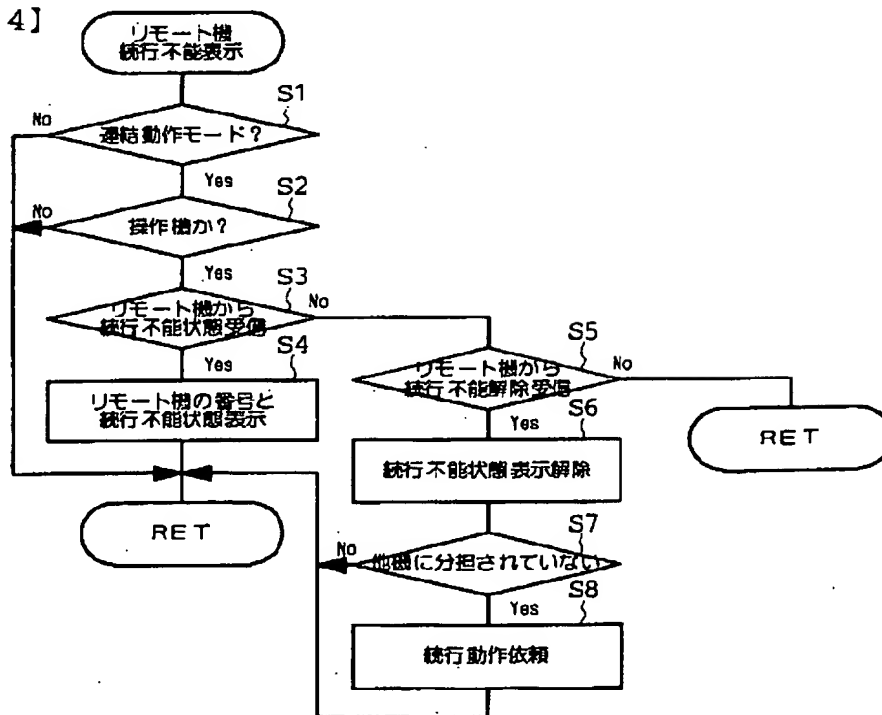 4】
リモート機
続行不能表示
S1
No
連結動作モード？
Yes
S2
No
操作機か？
Yes
S3
No
リモート機から
続行不能状態受信
S4
Yes
リモート機の番号と
続行不能状態表示
RET
S5
No
リモート機から
続行不能解除受信
S6
Yes
続行不能状態表示解除
RET
S7
No
他機に分担されていない
S8
Yes
続行動作依頼